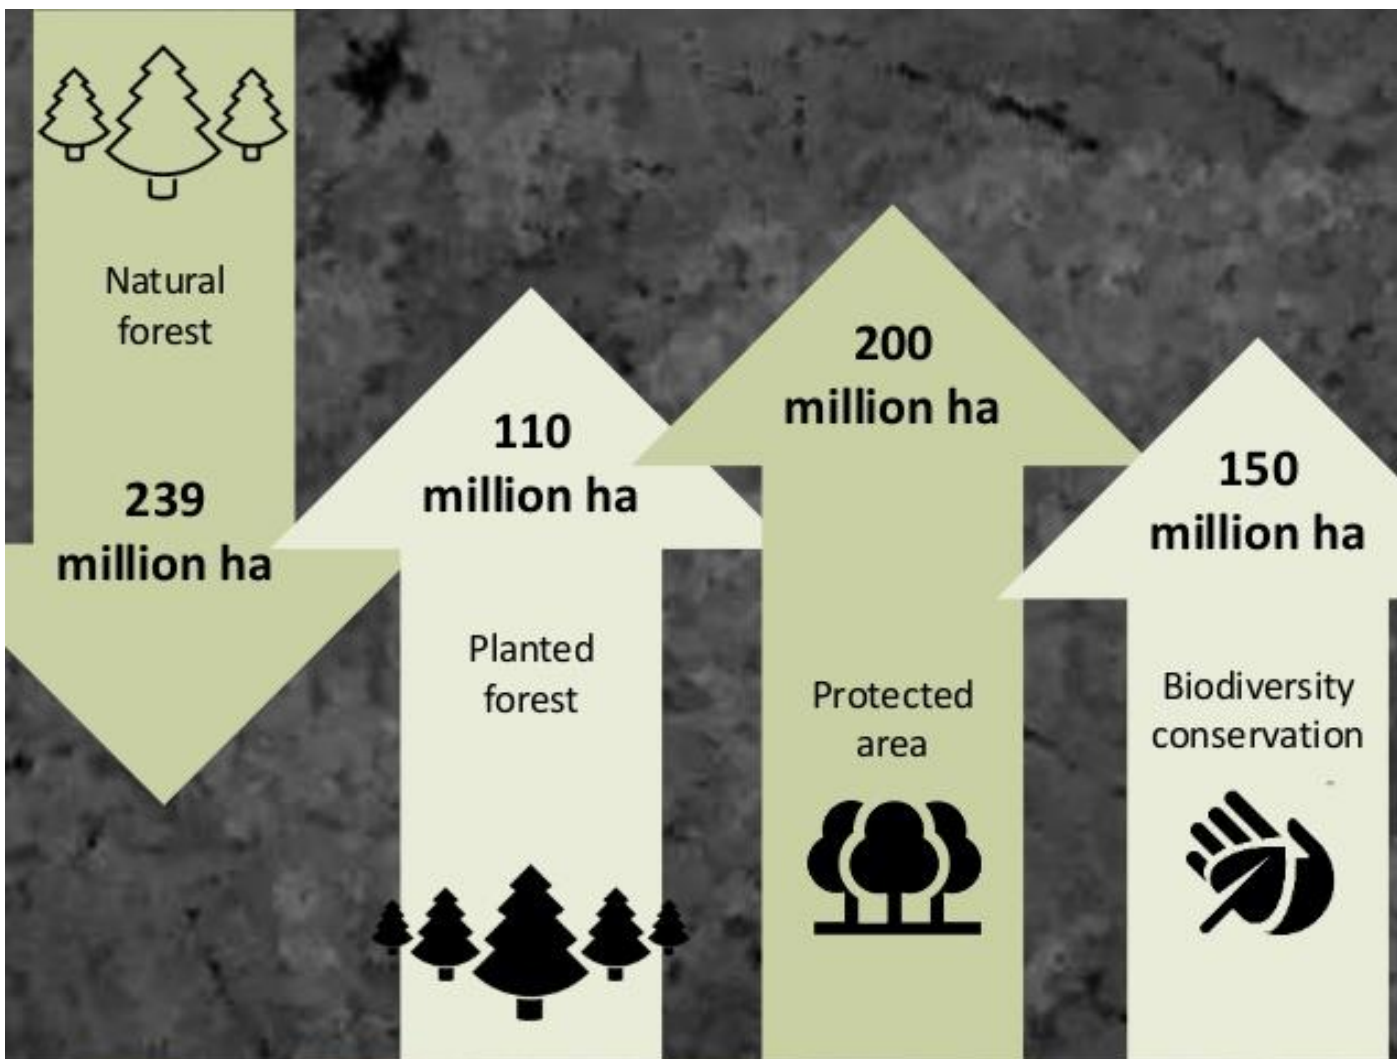 Natural
forest
239
million ha
110
million ha
Planted
forest
200
million ha
Protected
area
150
million ha
Biodiversity
conservation